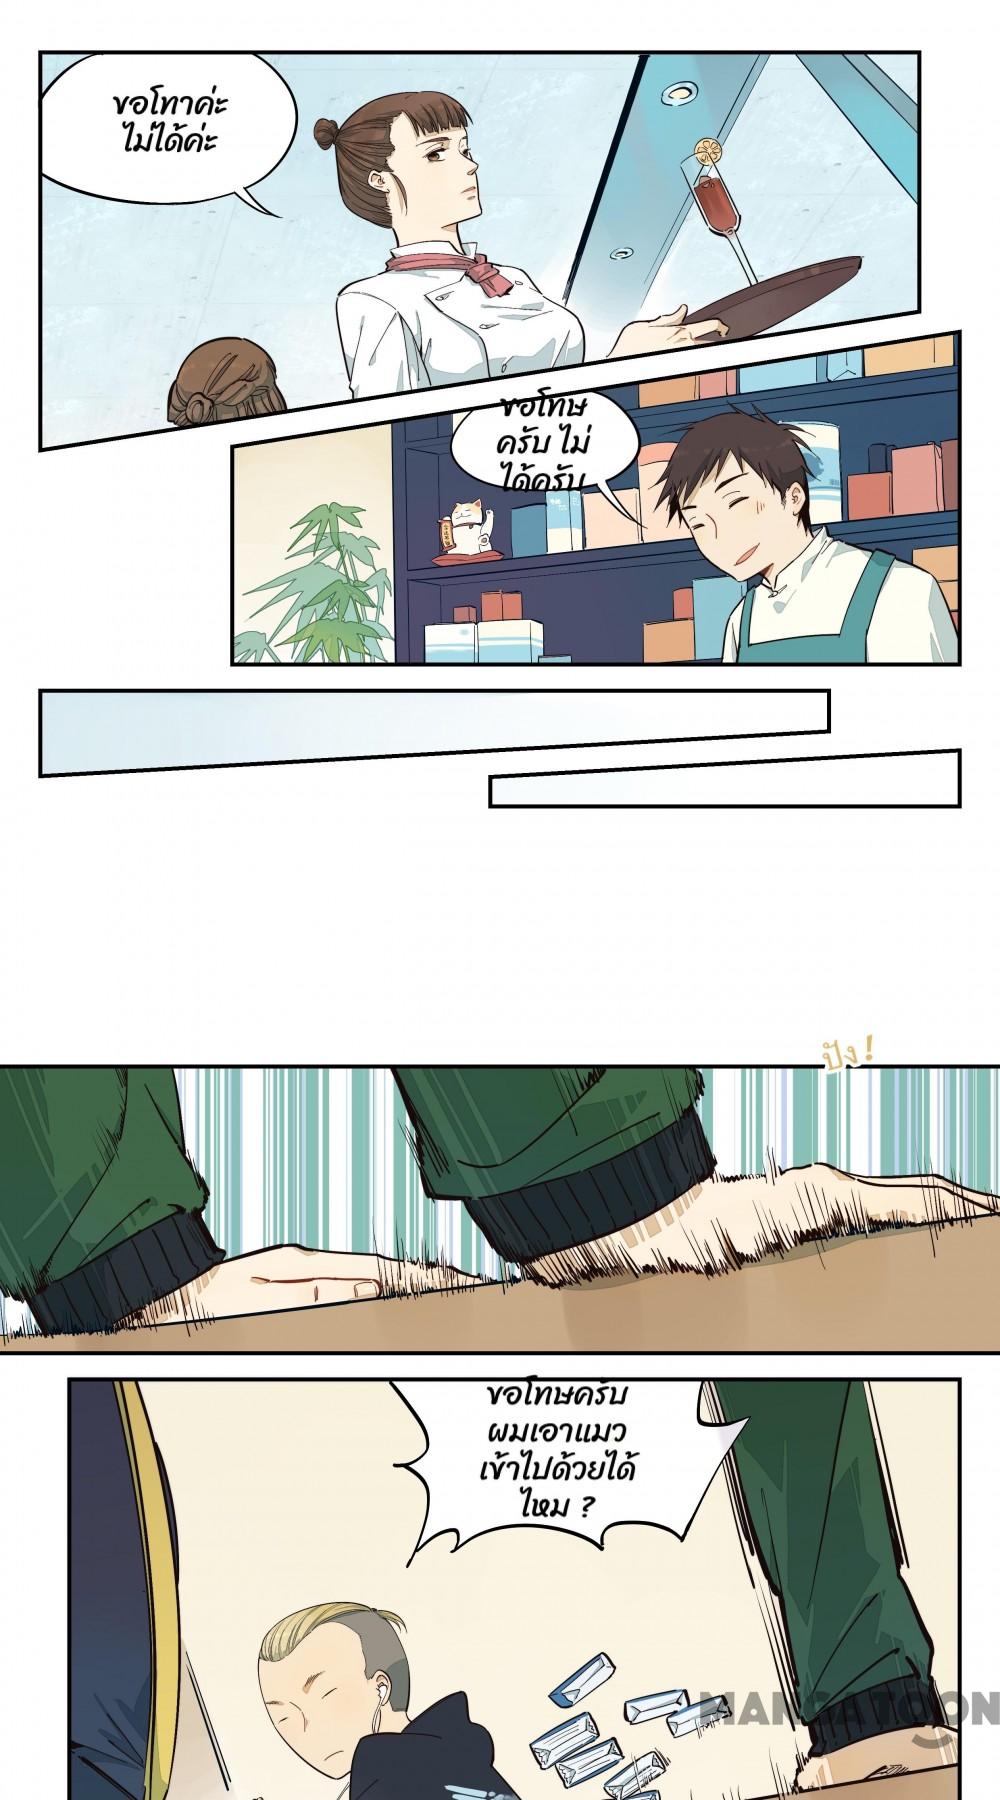 ขอโทาค่ะ
ไม่ได้ค่ะ
ขอโทษ
ครับ ไม่
ได้ครับ
ปัง !
ขอโทษครับ
ผมเอาแมว
เข้าไปด้วยได้
ไหม ?
MANGATOON